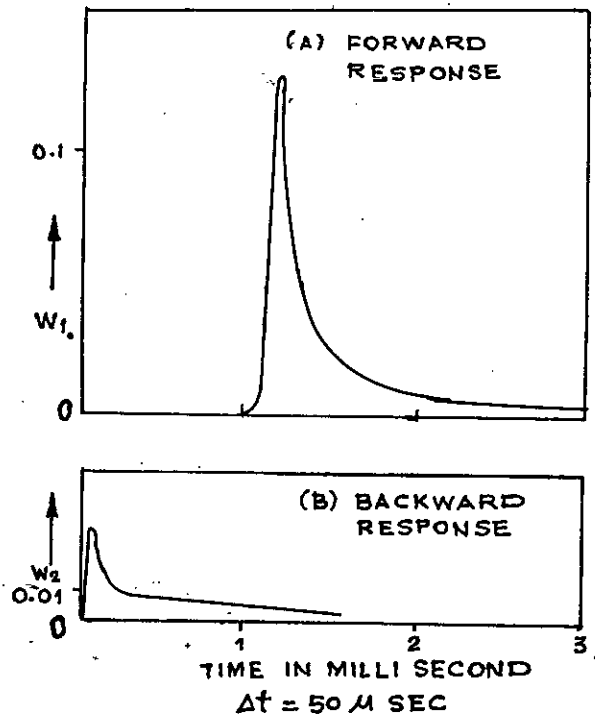 (A) FORWARD
RESPONSE
0.1
W1.
0
(B) BACKWARD
RESPONSE
W2
0.01
0
1
2
3
TIME IN MILLI SECOND
Δt = 50 μ SEC